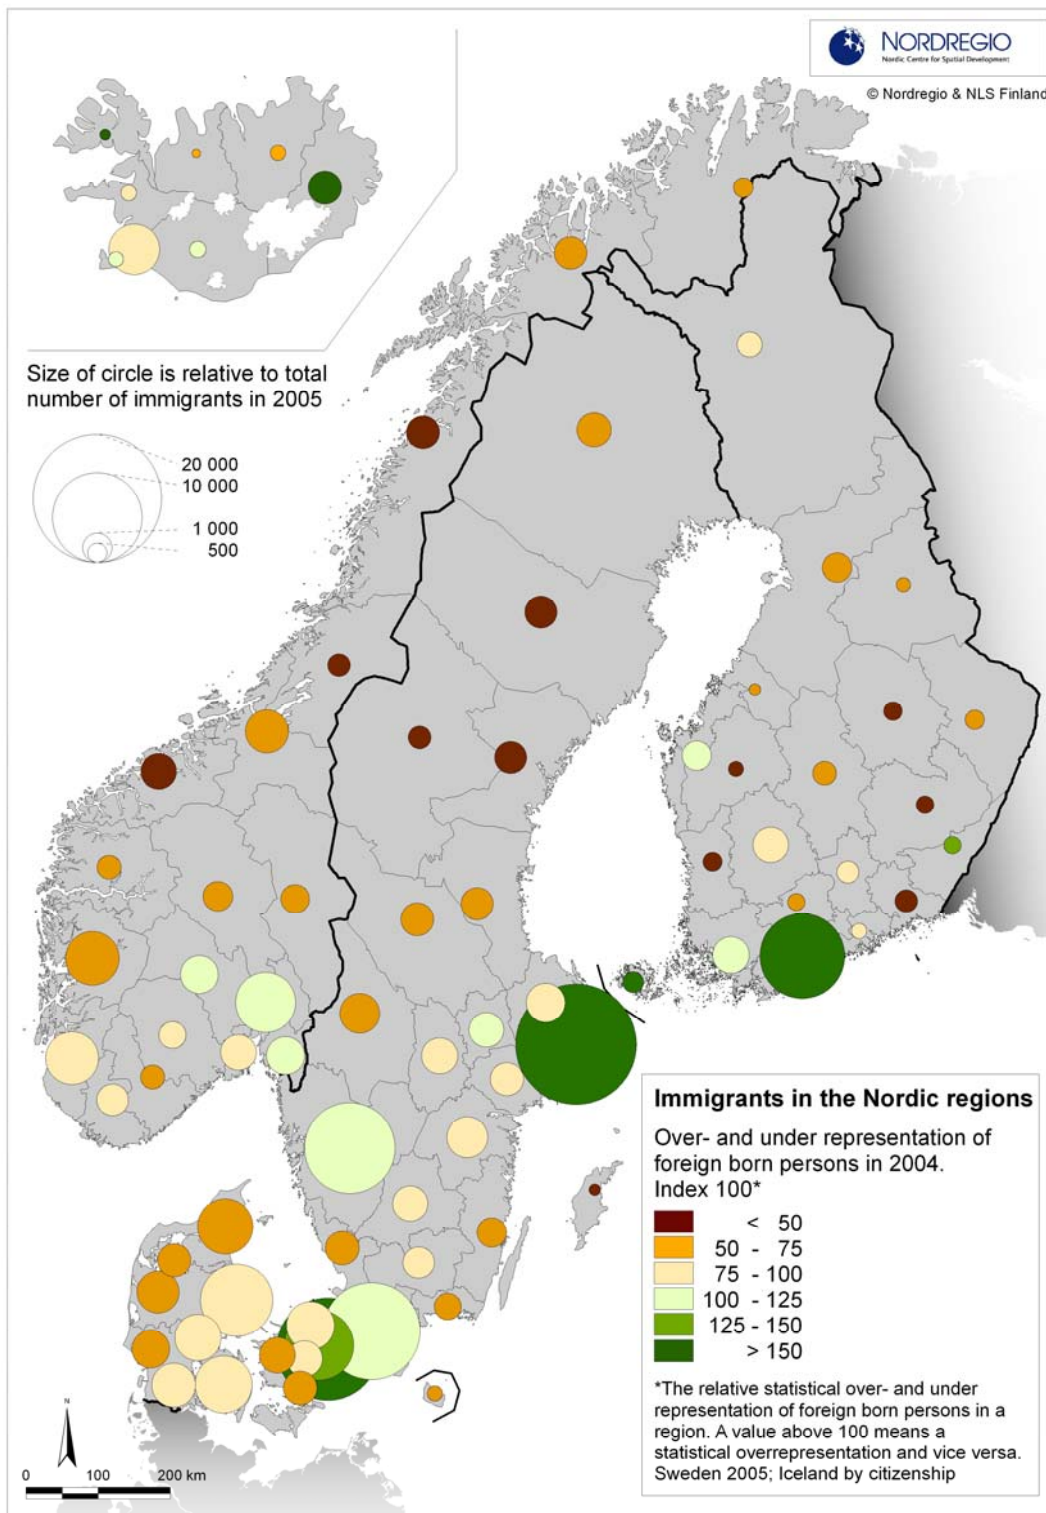 NORDREGIO
Nordic Centre for Spatial Development
© Nordregio & NLS Finland
Size of circle is relative to total
number of immigrants in 2005
20 000
10 000
1 000
500
Immigrants in the Nordic regions
Over- and under representation of
foreign born persons in 2004.
Index 100*
< 50
50 - 75
75 - 100
100 - 125
125 - 150
> 150
*The relative statistical over- and under
representation of foreign born persons in a
region. A value above 100 means a
statistical overrepresentation and vice versa.
Sweden 2005; Iceland by citizenship
N
0 100 200 km